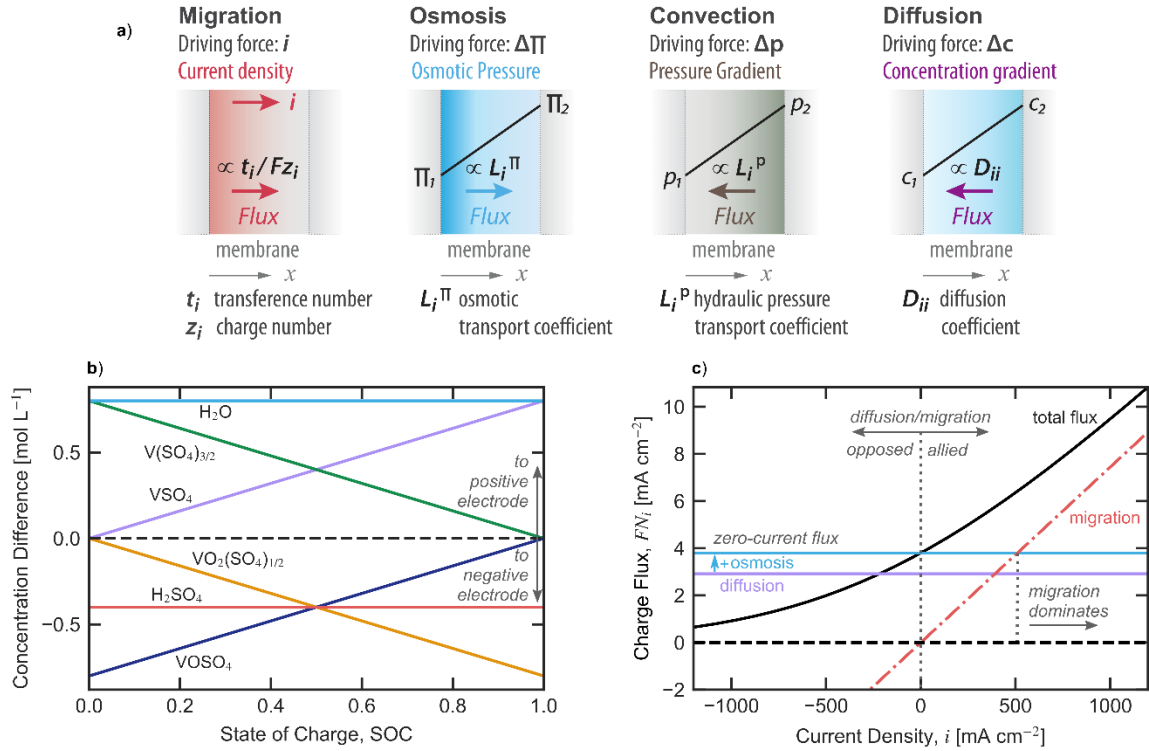 a)
Migration
Driving force: i
Current density
i
∝ tᵢ/Fzᵢ
Flux
membrane
x
tᵢ transference number
zᵢ charge number
Osmosis
Driving force: ΔΠ
Osmotic Pressure
Π₂
Π₁
∝ Lᵢᴨ
Flux
membrane
x
Lᵢᴨ osmotic
transport coefficient
Convection
Driving force: Δp
Pressure Gradient
p₂
p₁
∝ Lᵢᵖ
Flux
membrane
x
Lᵢᵖ hydraulic pressure
transport coefficient
Diffusion
Driving force: Δc
Concentration gradient
c₂
c₁
∝ Dᵢᵢ
Flux
membrane
x
Dᵢᵢ diffusion
coefficient
b)
Concentration Difference [mol L⁻¹]
0.5
0.0
−0.5
H₂O
V(SO₄)₃/₂
VSO₄
to
positive
electrode
VO₂(SO₄)₁/₂
H₂SO₄
VOSO₄
to
negative
electrode
0.0 0.2 0.4 0.6 0.8 1.0
State of Charge, SOC
c)
Charge Flux, FNᵢ [mA cm⁻²]
10
8
6
4
2
0
−2
diffusion/migration
opposed allied
total flux
migration
zero-current flux
+osmosis
diffusion
migration
dominates
−1000 −500 0 500 1000
Current Density, i [mA cm⁻²]